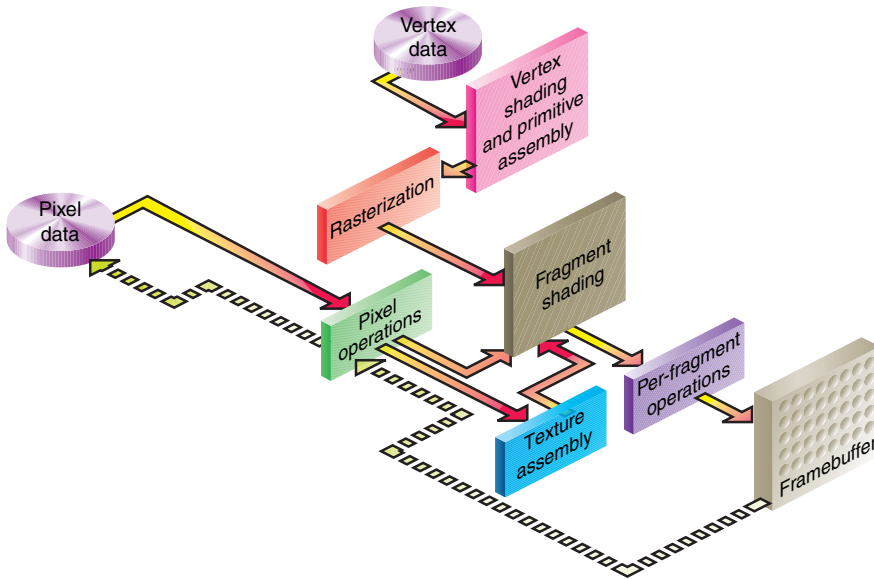 Vertex
data
Vertex
shading
and primitive
assembly
Rasterization
Pixel
data
Fragment
shading
Pixel
operations
Per-fragment
operations
Texture
assembly
Framebuffer